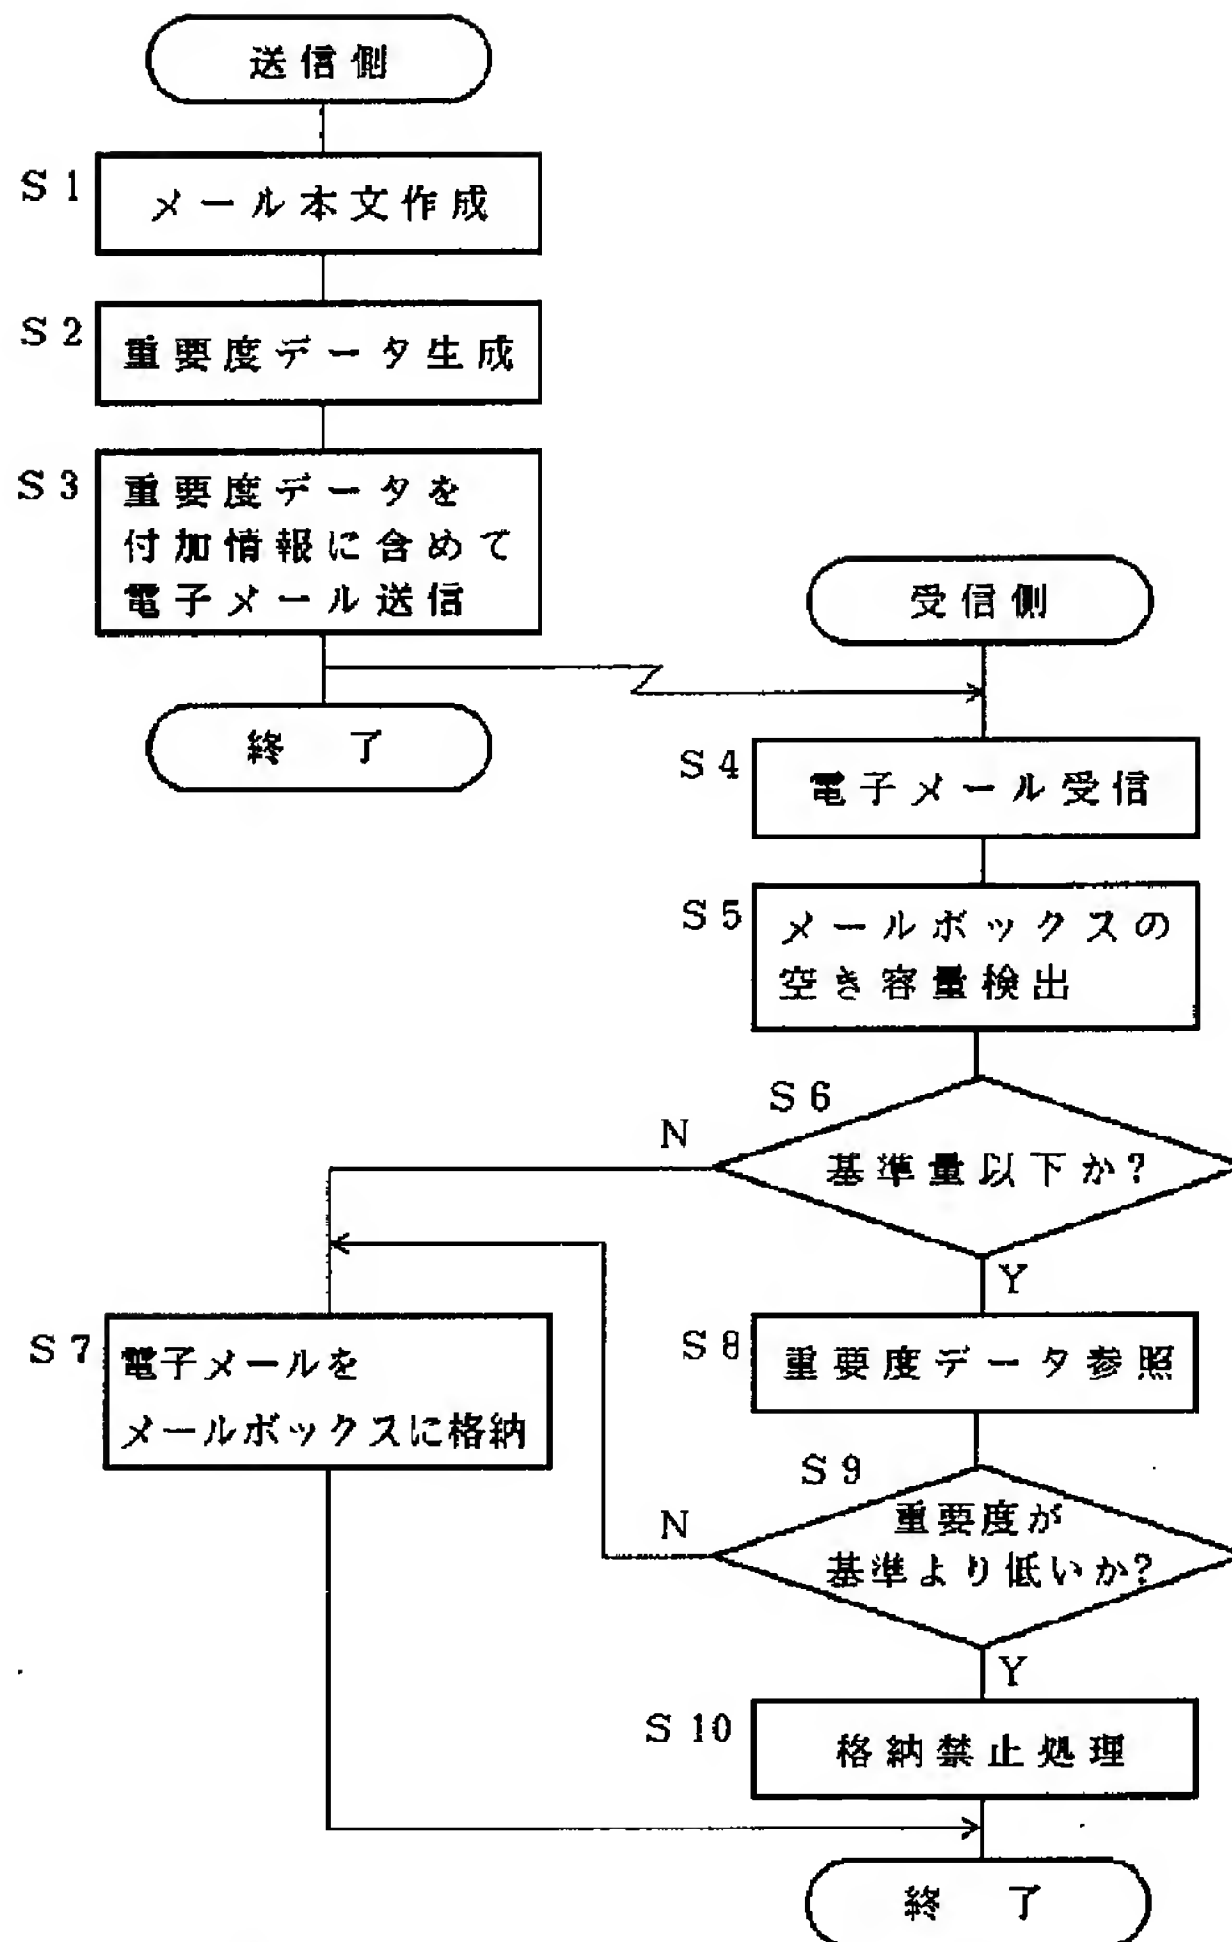 送信側
S1
メール本文作成
S2
重要度データ生成
S3
重要度データを
付加情報に含めて
電子メール送信
終了
受信側
S4
電子メール受信
S5
メールボックスの
空き容量検出
S6
基準量以下か?
N
Y
S7
電子メールを
メールボックスに格納
S8
重要度データ参照
S9
重要度が
基準より低いか?
N
Y
S10
格納禁止処理
終了